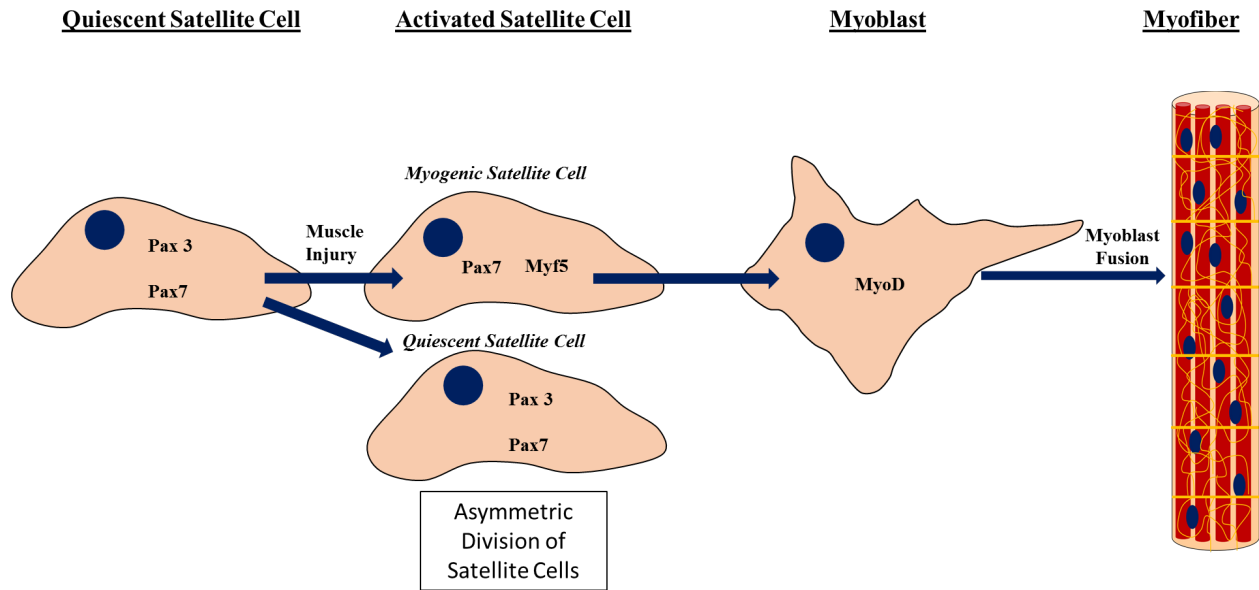 Quiescent Satellite Cell
Activated Satellite Cell
Myoblast
Myofiber
Pax 3
Pax7
Muscle
Injury
Myogenic Satellite Cell
Pax7 Myf5
Quiescent Satellite Cell
Pax 3
Pax7
Asymmetric
Division of
Satellite Cells
MyoD
Myoblast
Fusion